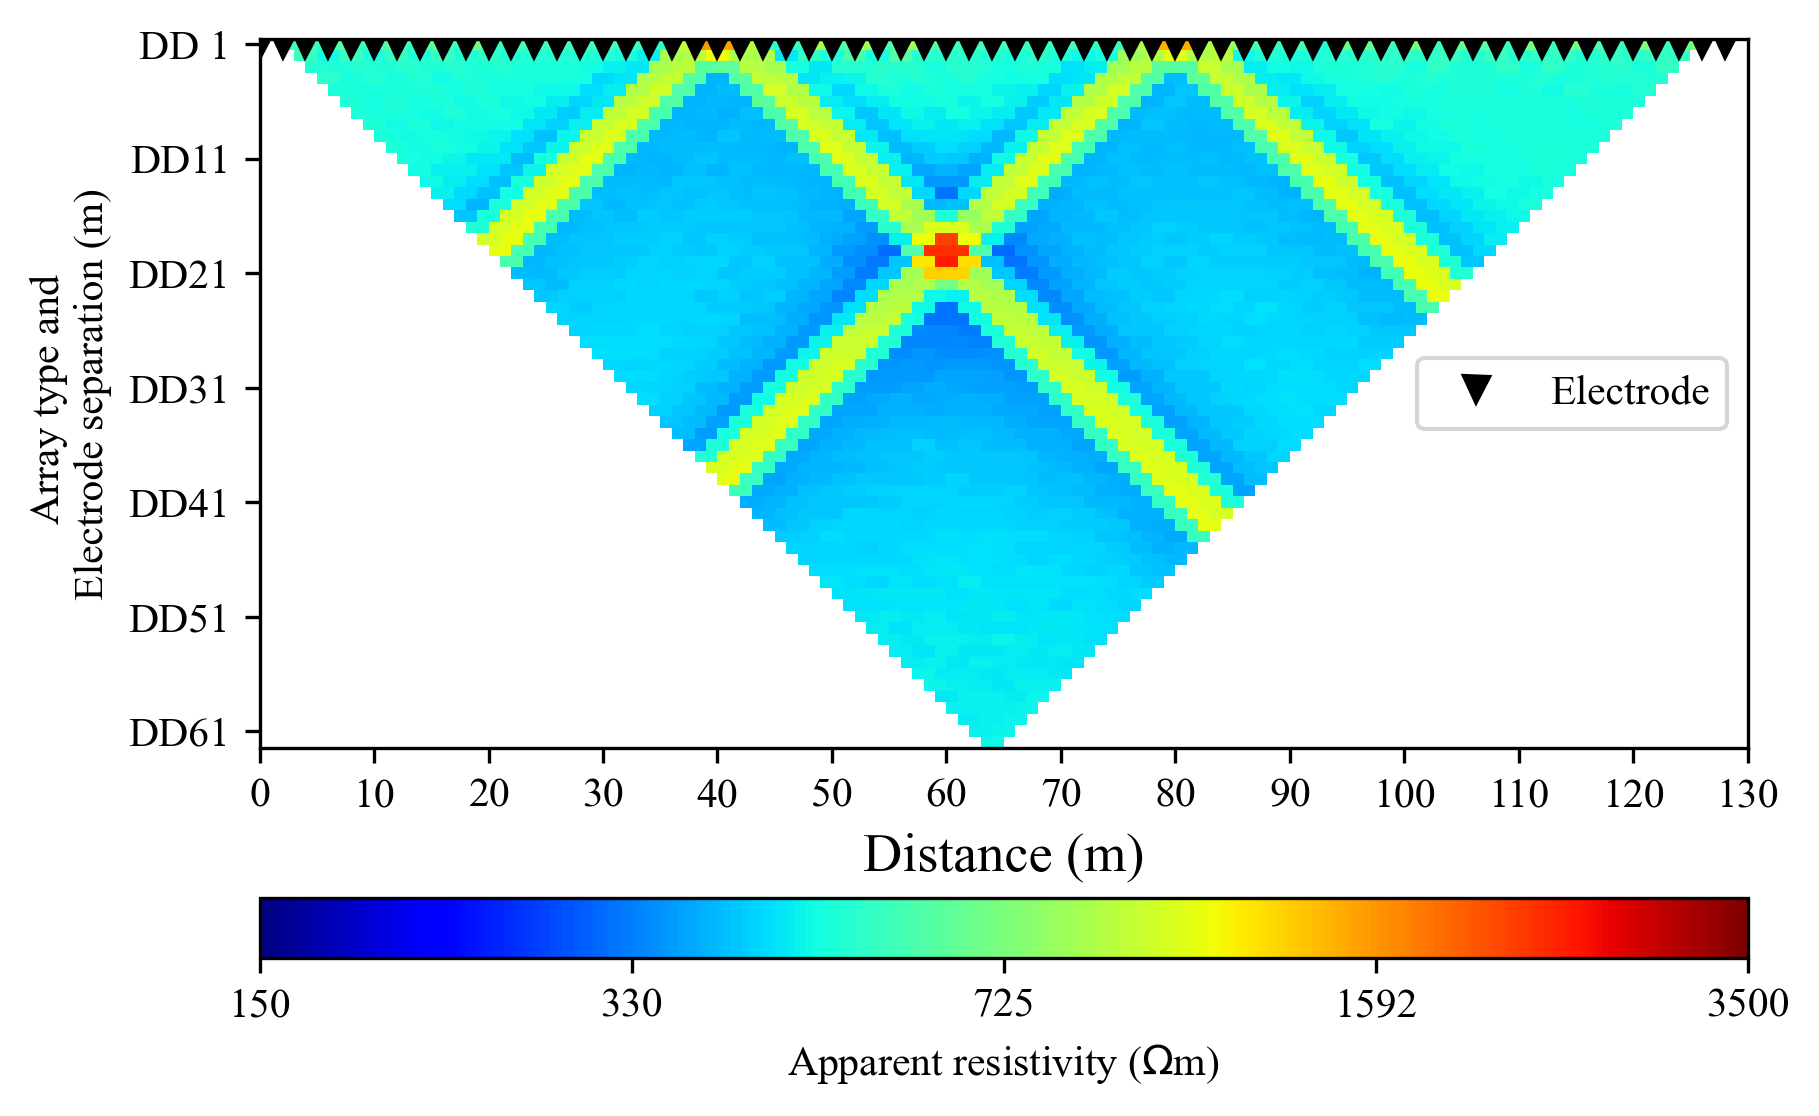 DD 1
DD11
DD21
DD31
DD41
DD51
DD61
Array type and
Electrode separation (m)
Electrode
0 10 20 30 40 50 60 70 80 90 100 110 120 130
Distance (m)
150 330 725 1592 3500
Apparent resistivity (Ωm)